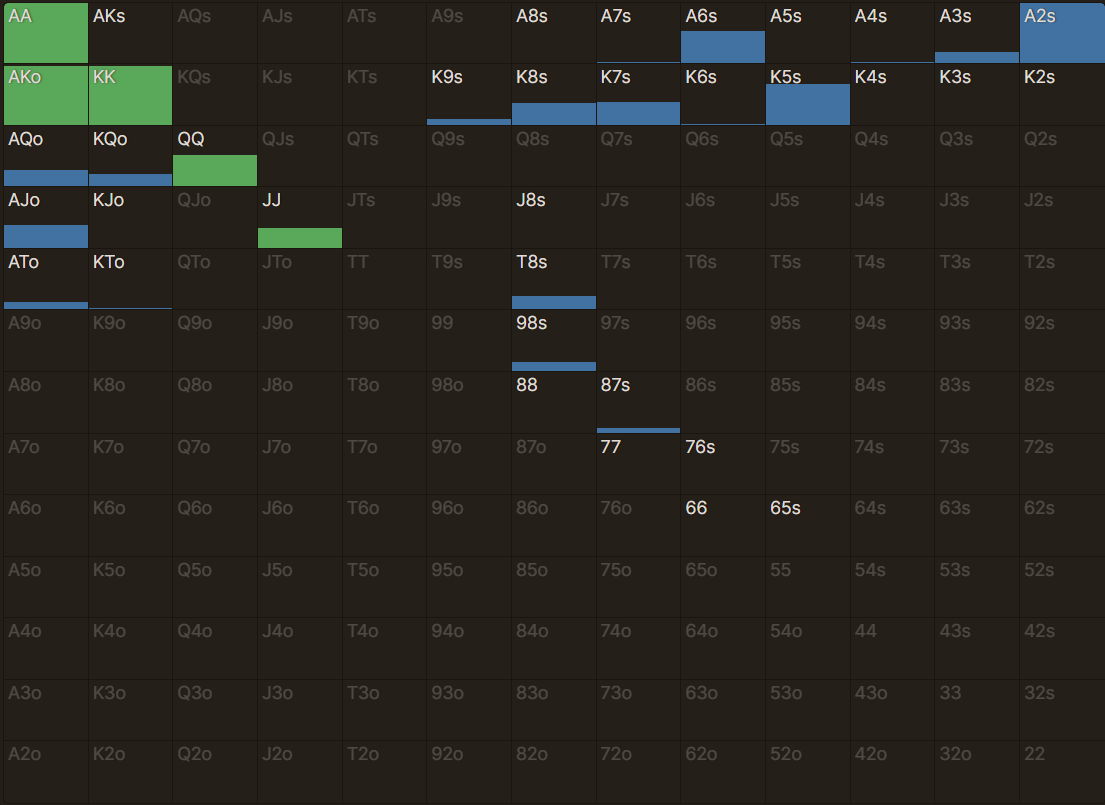 AA AKs AQs AJs ATs A9s A8s A7s A6s A5s A4s A3s A2s
AKo KK KQs KJs KTs K9s K8s K7s K6s K5s K4s K3s K2s
AQo KQo QQ QJs QTs Q9s Q8s Q7s Q6s Q5s Q4s Q3s Q2s
AJo KJo QJo JJ JTs J9s J8s J7s J6s J5s J4s J3s J2s
ATo KTo QTo JTo TT T9s T8s T7s T6s T5s T4s T3s T2s
A9o K9o Q9o J9o T9o 99 98s 97s 96s 95s 94s 93s 92s
A8o K8o Q8o J8o T8o 98o 88 87s 86s 85s 84s 83s 82s
A7o K7o Q7o J7o T7o 97o 87o 77 76s 75s 74s 73s 72s
A6o K6o Q6o J6o T6o 96o 86o 76o 66 65s 64s 63s 62s
A5o K5o Q5o J5o T5o 95o 85o 75o 65o 55 54s 53s 52s
A4o K4o Q4o J4o T4o 94o 84o 74o 64o 54o 44 43s 42s
A3o K3o Q3o J3o T3o 93o 83o 73o 63o 53o 43o 33 32s
A2o K2o Q2o J2o T2o 92o 82o 72o 62o 52o 42o 32o 22